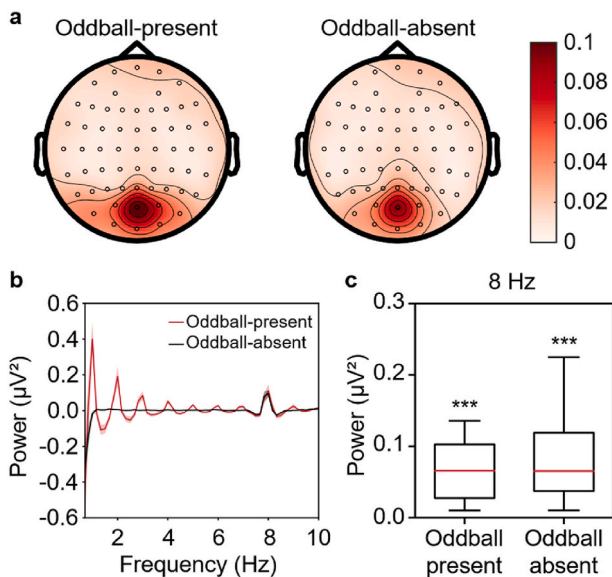 a
Oddball-present
Oddball-absent
0.1
0.08
0.06
0.04
0.02
0
b
Power (μV²)
0.6
0.4
0.2
0.0
-0.2
-0.4
-0.6
Oddball-present
Oddball-absent
2
4
6
8
10
Frequency (Hz)
c
8 Hz
Power (μV²)
0.3
0.2
0.1
0.0
***
***
Oddball
present
Oddball
absent